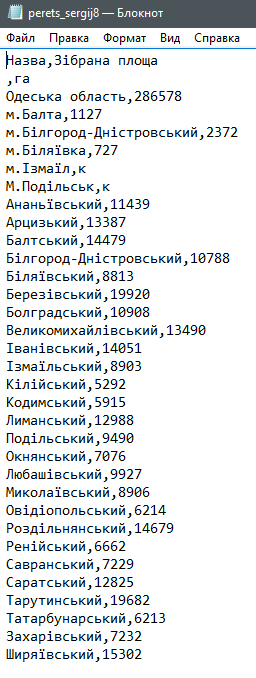 perets_sergij8 — Блокнот
Файл Правка Формат Вид Справка
Назва,Зібрана площа
,га
Одеська область,286578
м.Балта,1127
м.Білгород-Дністровський,2372
м.Біляївка,727
м.Ізмаїл,к
М.Подільськ,к
Ананьївський,11439
Арцизький,13387
Балтський,14479
Білгород-Дністровський,10788
Біляївський,8813
Березівський,19920
Болградський,10908
Великомихайлівський,13490
Іванівський,14051
Ізмаїльський,8903
Кілійський,5292
Кодимський,5915
Лиманський,12988
Подільський,9490
Окнянський,7076
Любашівський,9927
Миколаївський,8906
Овідіопольський,6214
Роздільнянський,14679
Ренійський,6662
Савранський,7229
Саратський,12825
Тарутинський,19682
Татарбунарський,6213
Захарівський,7232
Ширяївський,15302